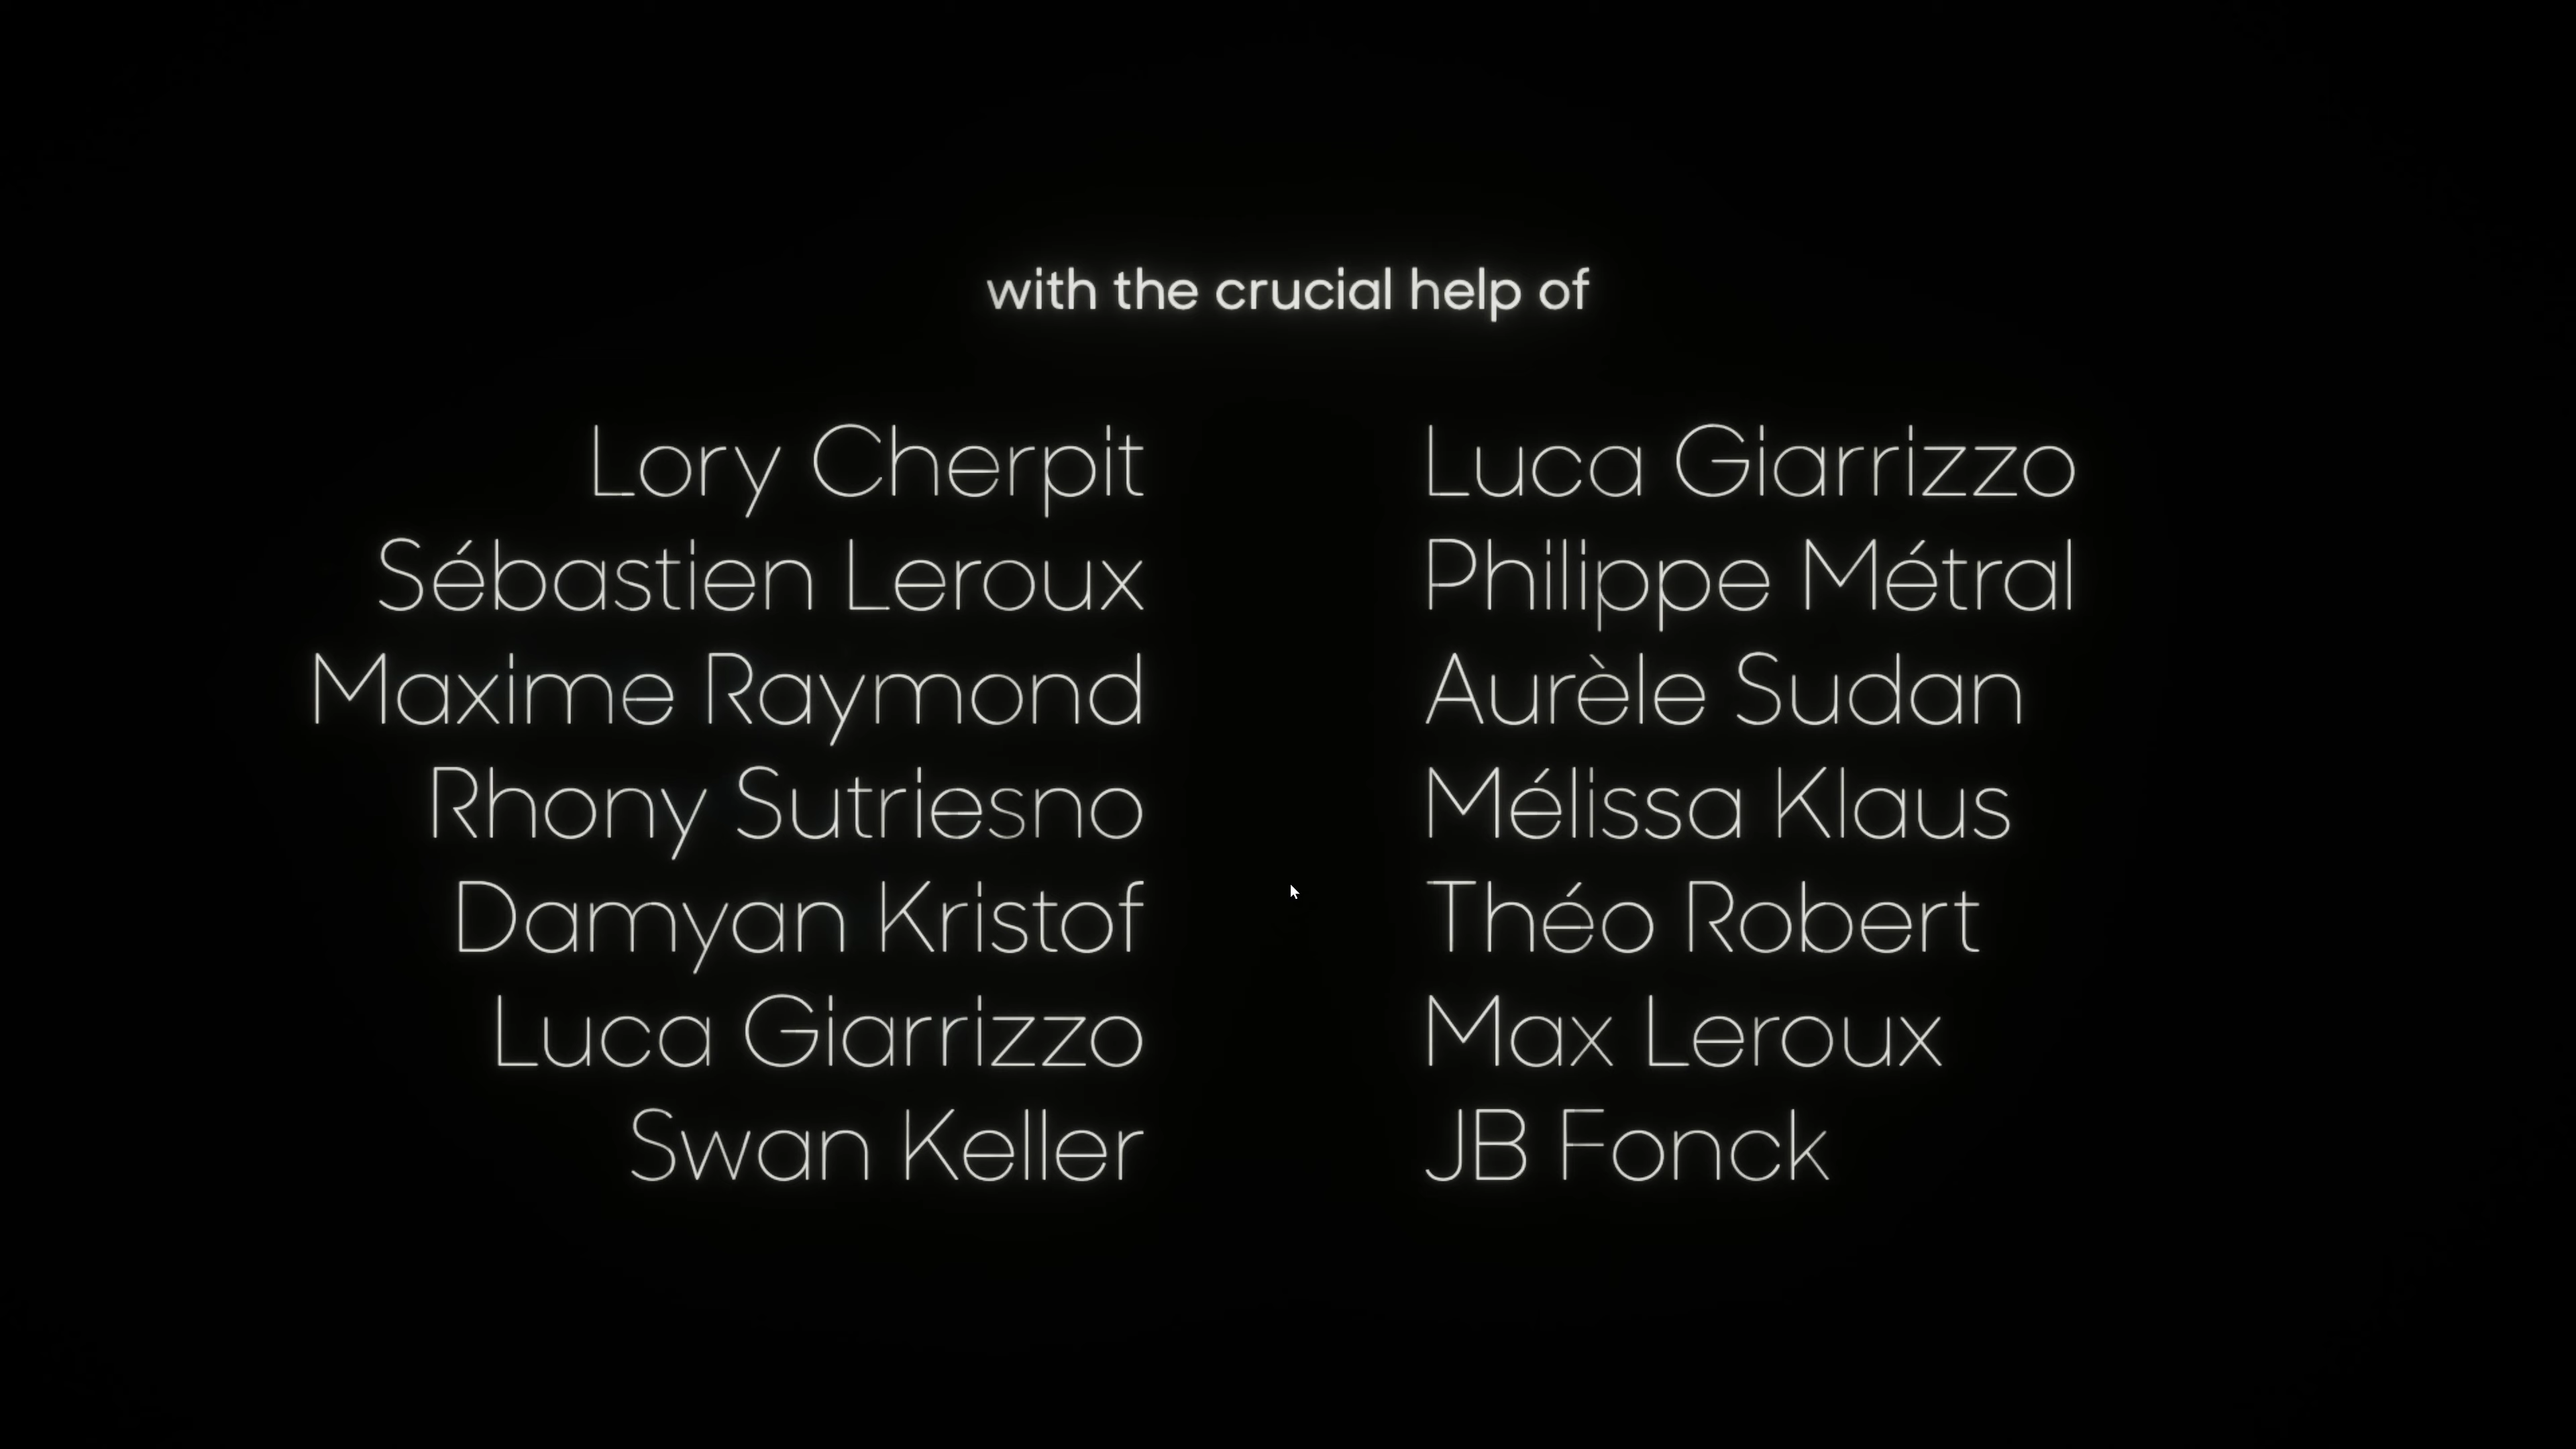 with the crucial help of
Lory Cherpit
Sébastien Leroux
Maxime Raymond
Rhony Sutriesno
Damyan Kristof
Luca Giarrizzo
Swan Keller
Luca Giarrizzo
Philippe Métral
Aurèle Sudan
Mélissa Klaus
Théo Robert
Max Leroux
JB Fonck